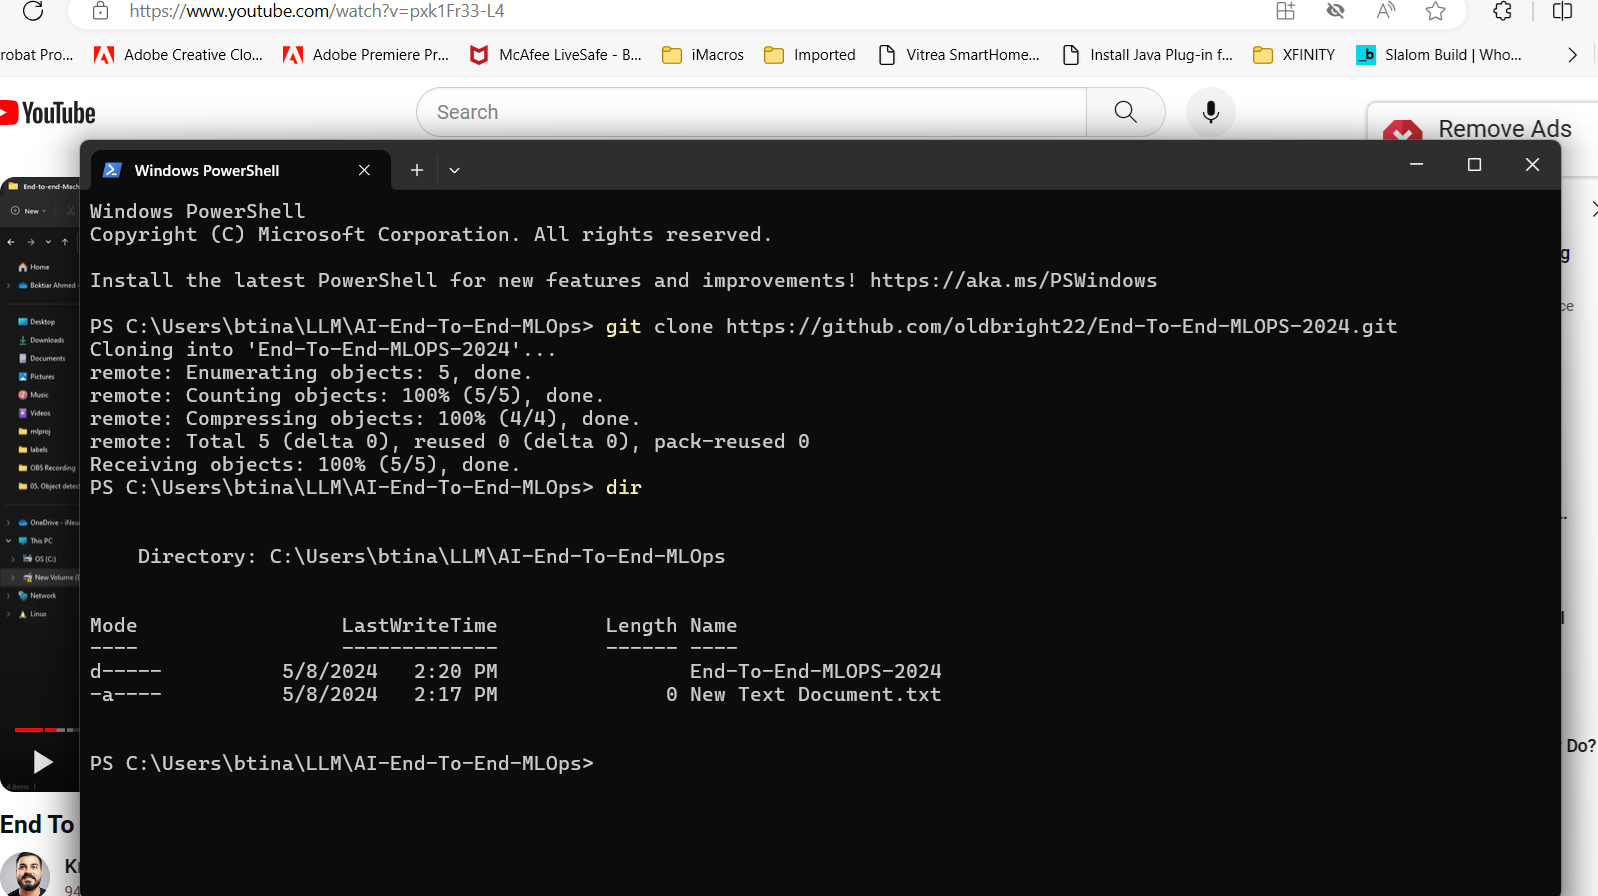 https://www.youtube.com/watch?v=pxk1Fr33-L4
robat Pro... Adobe Creative Clo... Adobe Premiere Pr... McAfee LiveSafe - B... iMacros Imported Vitrea SmartHome... Install Java Plug-in f... XFINITY Slalom Build | Who...
YouTube
Search
Remove Ads
Windows PowerShell
Windows PowerShell
Copyright (C) Microsoft Corporation. All rights reserved.
Install the latest PowerShell for new features and improvements! https://aka.ms/PSWindows
PS C:\Users\btina\LLM\AI-End-To-End-MLOps> git clone https://github.com/oldbright22/End-To-End-MLOPS-2024.git
Cloning into 'End-To-End-MLOPS-2024'...
remote: Enumerating objects: 5, done.
remote: Counting objects: 100% (5/5), done.
remote: Compressing objects: 100% (4/4), done.
remote: Total 5 (delta 0), reused 0 (delta 0), pack-reused 0
Receiving objects: 100% (5/5), done.
PS C:\Users\btina\LLM\AI-End-To-End-MLOps> dir
Directory: C:\Users\btina\LLM\AI-End-To-End-MLOps
Mode LastWriteTime Length Name
---- ------------- ------ ----
d----- 5/8/2024 2:20 PM End-To-End-MLOPS-2024
-a---- 5/8/2024 2:17 PM 0 New Text Document.txt
PS C:\Users\btina\LLM\AI-End-To-End-MLOps>
End-to-end-Mach
New
Home
Boktiar Ahmed -
Desktop
Downloads
Documents
Pictures
Music
Videos
mlproj
labels
OBS Recording
05. Object detec
OneDrive - iNeu
This PC
OS (C:)
New Volume (
Network
Linux
4 items
End To
K
94
g
ce
Do?